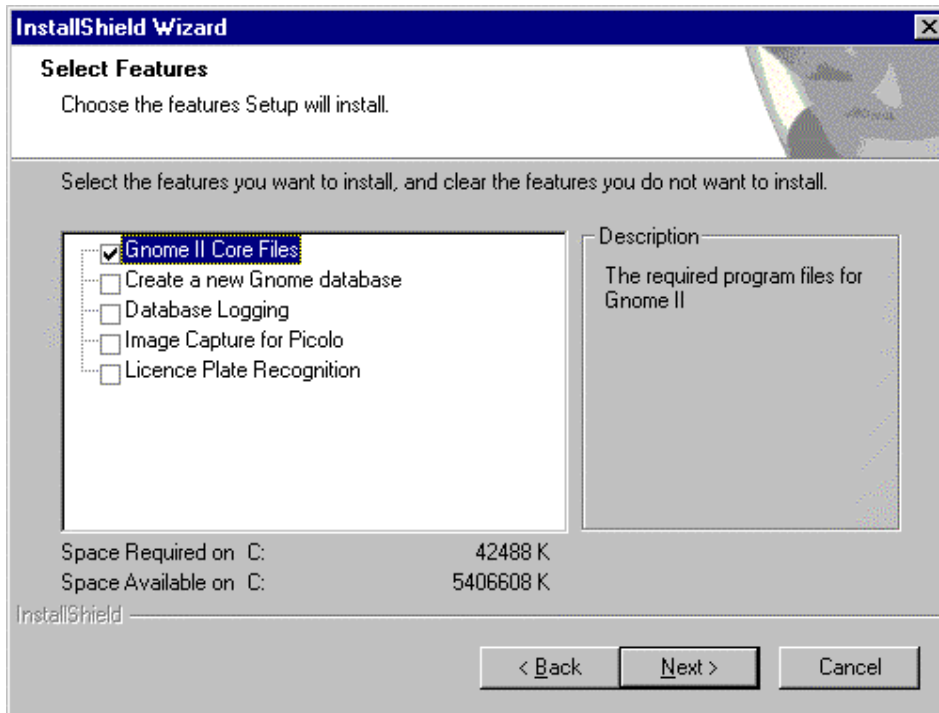 InstallShield Wizard
Select Features
Choose the features Setup will install.
Select the features you want to install, and clear the features you do not want to install.
Gnome II Core Files
Create a new Gnome database
Database Logging
Image Capture for Picolo
Licence Plate Recognition
Description
The required program files for
Gnome II
Space Required on C: 42488 K
Space Available on C: 5406608 K
InstallShield
< Back Next > Cancel